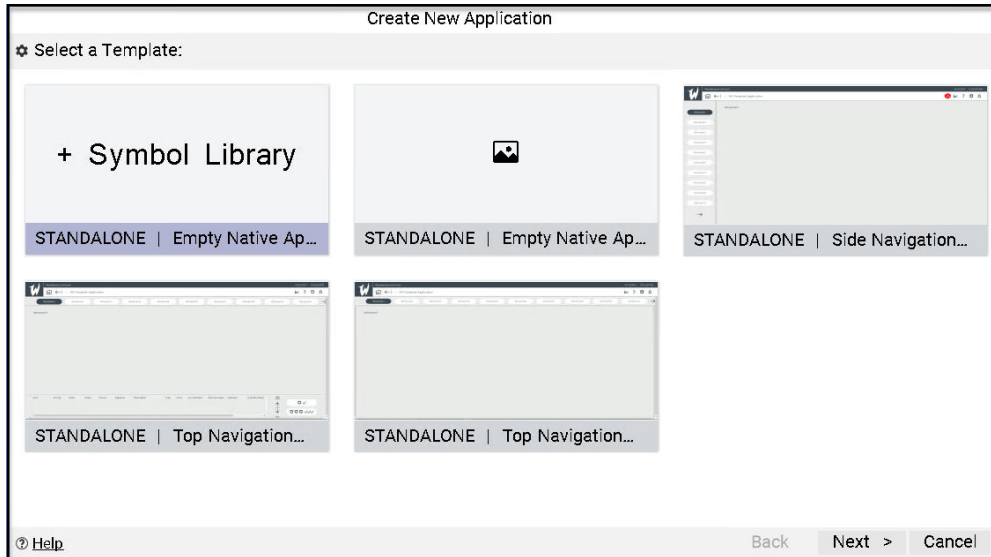 Create New Application
Select a Template:
+ Symbol Library
STANDALONE | Empty Native Ap...
STANDALONE | Empty Native Ap...
STANDALONE | Side Navigation...
STANDALONE | Top Navigation...
STANDALONE | Top Navigation...
Help
Back
Next >
Cancel